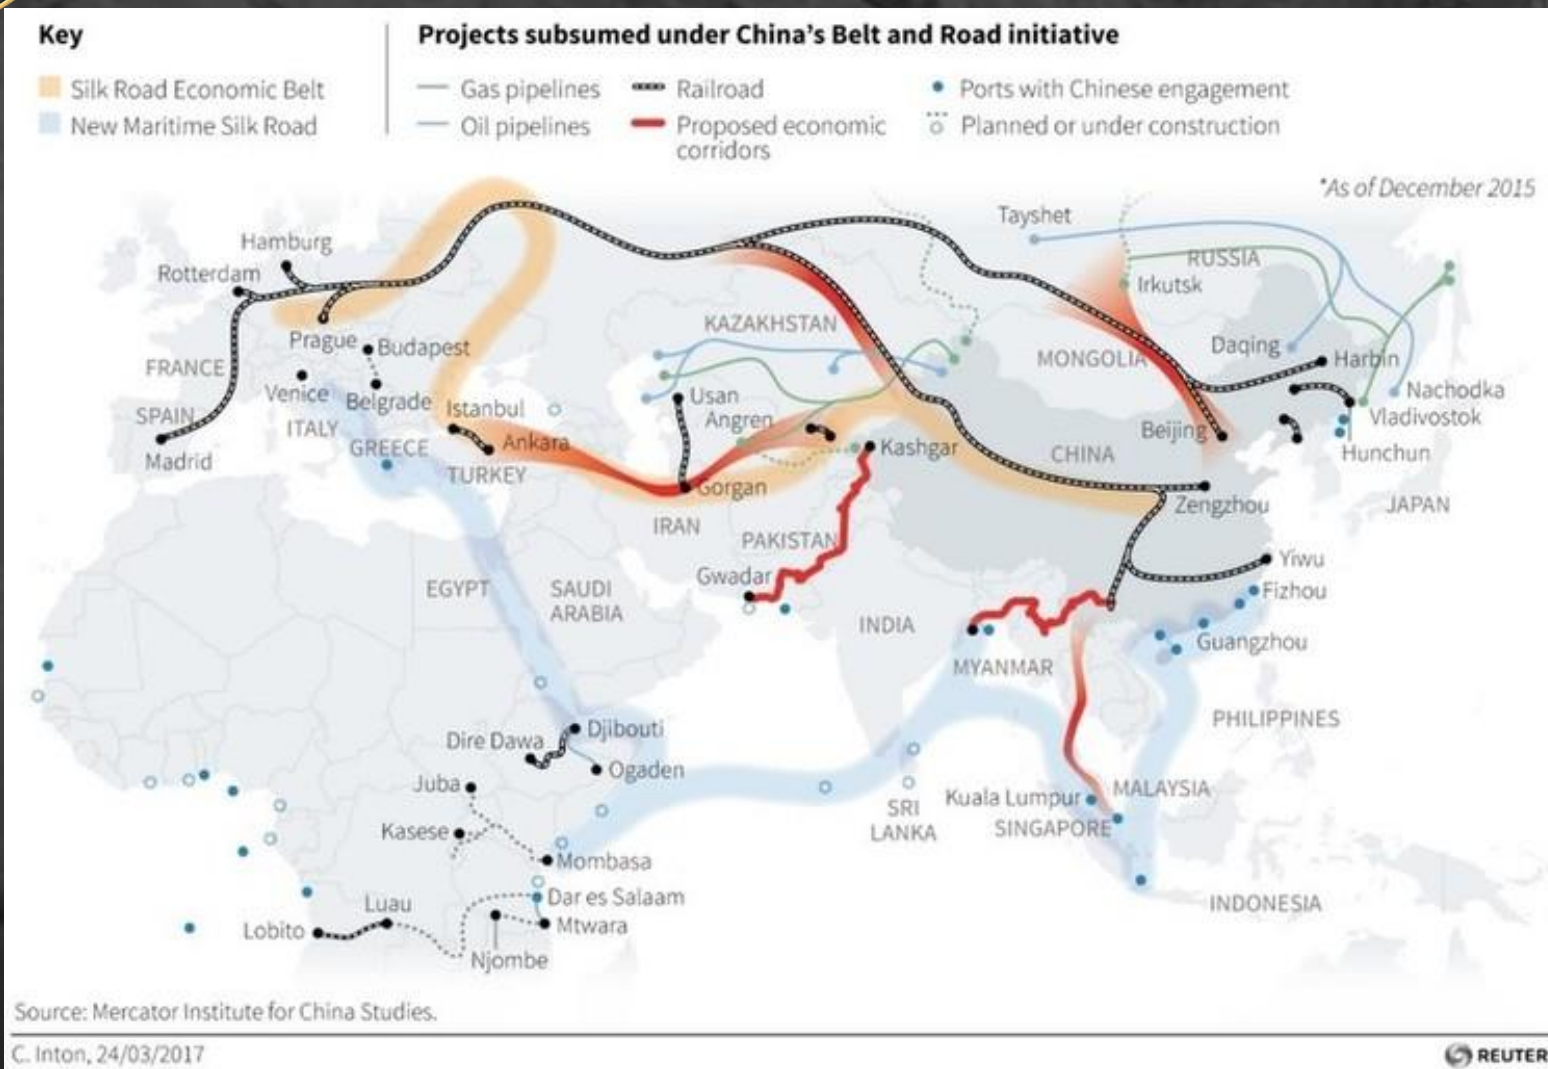 Key
Silk Road Economic Belt
New Maritime Silk Road
Projects subsumed under China's Belt and Road initiative
Gas pipelines
Oil pipelines
Railroad
Proposed economic
corridors
Ports with Chinese engagement
Planned or under construction
*As of December 2015
Tayshet
Hamburg
Rotterdam
RUSSIA
Irkutsk
KAZAKHSTAN
Prague
Budapest
MONGOLIA
Daqing
Harbin
FRANCE
Venice
Belgrade
Usan
Nachodka
SPAIN
Istanbul
Angren
Vladivostok
ITALY
Beijing
GREECE
Ankara
Kashgar
CHINA
Hunchun
Madrid
TURKEY
Gorgan
Zengzhou
JAPAN
IRAN
PAKISTAN
Yiwu
EGYPT
SAUDI
ARABIA
Gwadar
Fizhou
INDIA
Guangzhou
MYANMAR
PHILIPPINES
Djibouti
Dire Dawa
Ogaden
Juba
Kuala Lumpur
MALAYSIA
SRI
LANKA
SINGAPORE
Kasese
Mombasa
Dar es Salaam
INDONESIA
Luau
Lobito
Mtwara
Njombe
Source: Mercator Institute for China Studies.
C. Inton, 24/03/2017
REUTER